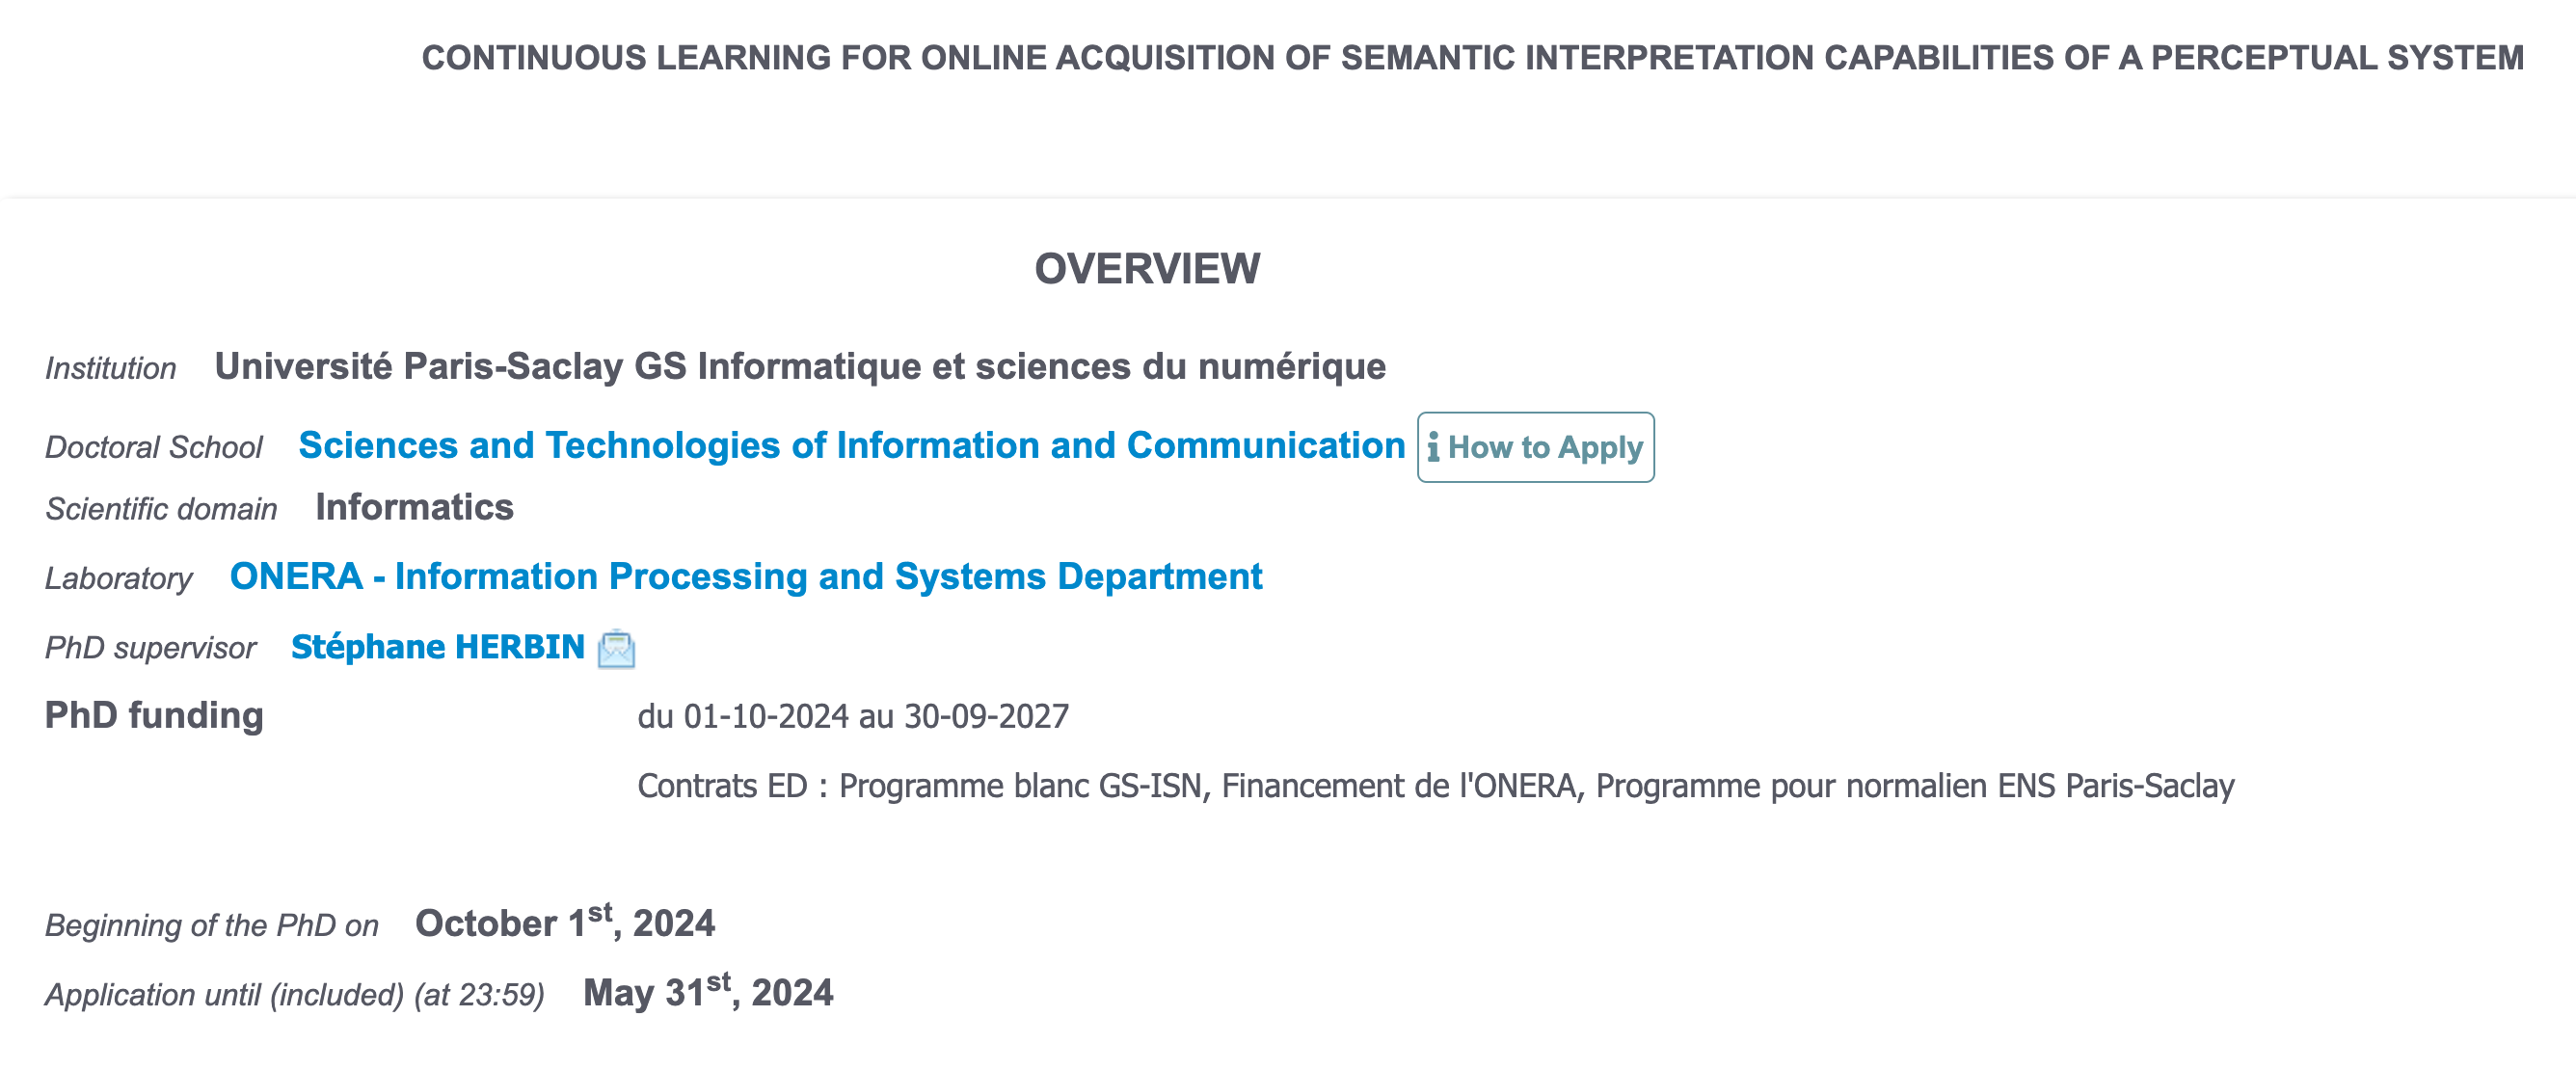 CONTINUOUS LEARNING FOR ONLINE ACQUISITION OF SEMANTIC INTERPRETATION CAPABILITIES OF A PERCEPTUAL SYSTEM
OVERVIEW
Institution Université Paris-Saclay GS Informatique et sciences du numérique
Doctoral School Sciences and Technologies of Information and Communication i How to Apply
Scientific domain Informatics
Laboratory ONERA - Information Processing and Systems Department
PhD supervisor Stéphane HERBIN
PhD funding du 01-10-2024 au 30-09-2027
Contrats ED : Programme blanc GS-ISN, Financement de l'ONERA, Programme pour normalien ENS Paris-Saclay
Beginning of the PhD on October 1st, 2024
Application until (included) (at 23:59) May 31st, 2024